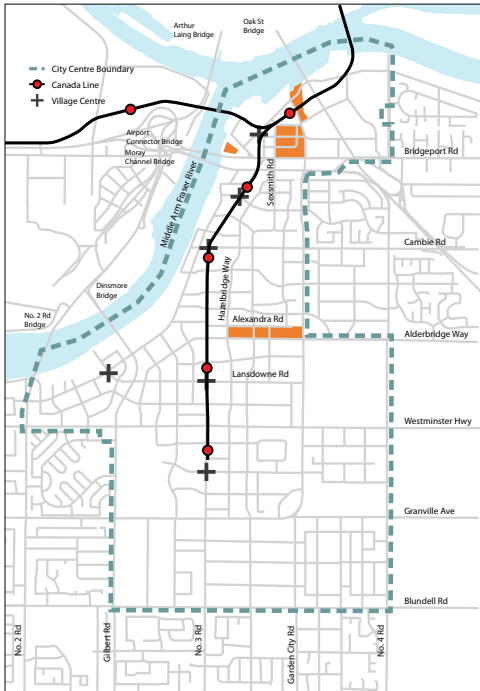 Arthur
Laing Bridge
Oak St
Bridge
City Centre Boundary
Canada Line
Village Centre
Airport
Connector Bridge
Moray
Channel Bridge
Bridgeport Rd
Sexsmith Rd
Middle Arm Fraser River
Cambie Rd
Hazelbridge Way
Dinsmore
Bridge
No. 2 Rd
Bridge
Alexandra Rd
Alderbridge Way
Lansdowne Rd
Westminster Hwy
Granville Ave
Blundell Rd
No. 2 Rd
Gilbert Rd
No. 3 Rd
Garden City Rd
No. 4 Rd